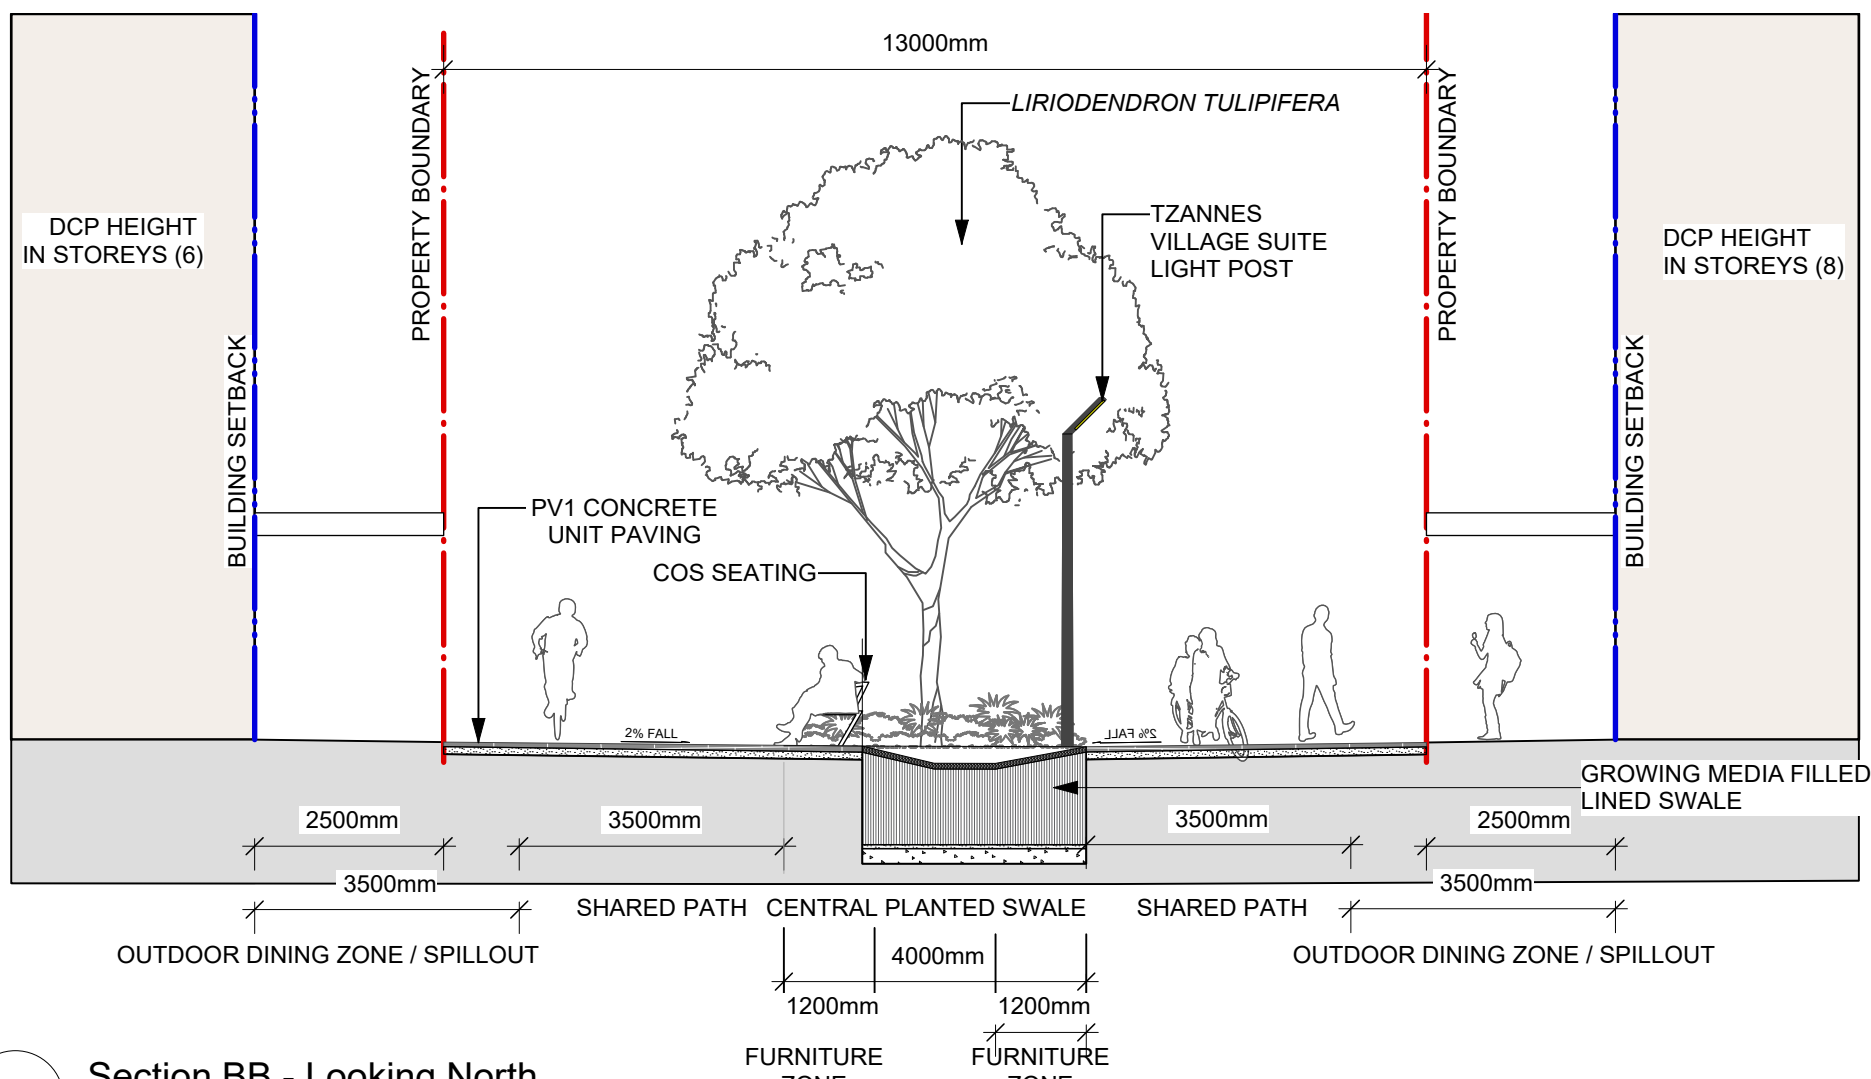 13000mm
LIRIODENDRON TULIPIFERA
PROPERTY BOUNDARY
PROPERTY BOUNDARY
TZANNES
VILLAGE SUITE
LIGHT POST
DCP HEIGHT
IN STOREYS (6)
DCP HEIGHT
IN STOREYS (8)
BUILDING SETBACK
BUILDING SETBACK
PV1 CONCRETE
UNIT PAVING
COS SEATING
2% FALL
2% FALL
GROWING MEDIA FILLED
LINED SWALE
2500mm
3500mm
3500mm
2500mm
3500mm
3500mm
SHARED PATH
CENTRAL PLANTED SWALE
SHARED PATH
OUTDOOR DINING ZONE / SPILLOUT
4000mm
OUTDOOR DINING ZONE / SPILLOUT
1200mm
1200mm
FURNITURE
ZONE
FURNITURE
ZONE
Section BB - Looking North